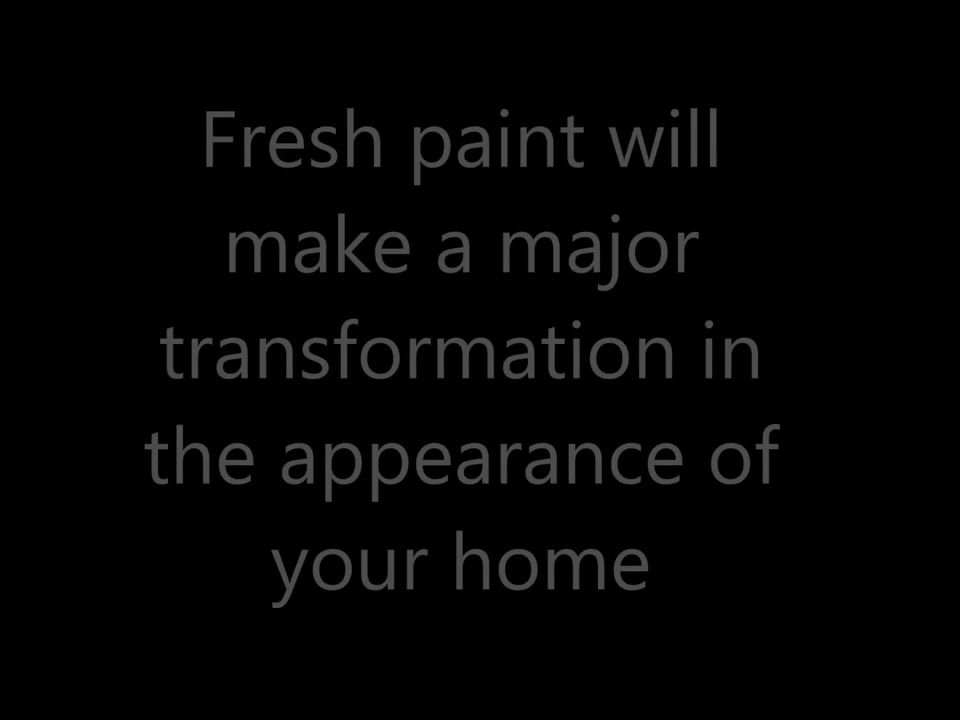 Fresh paint will
make a major
transformation in
the appearance of
your home